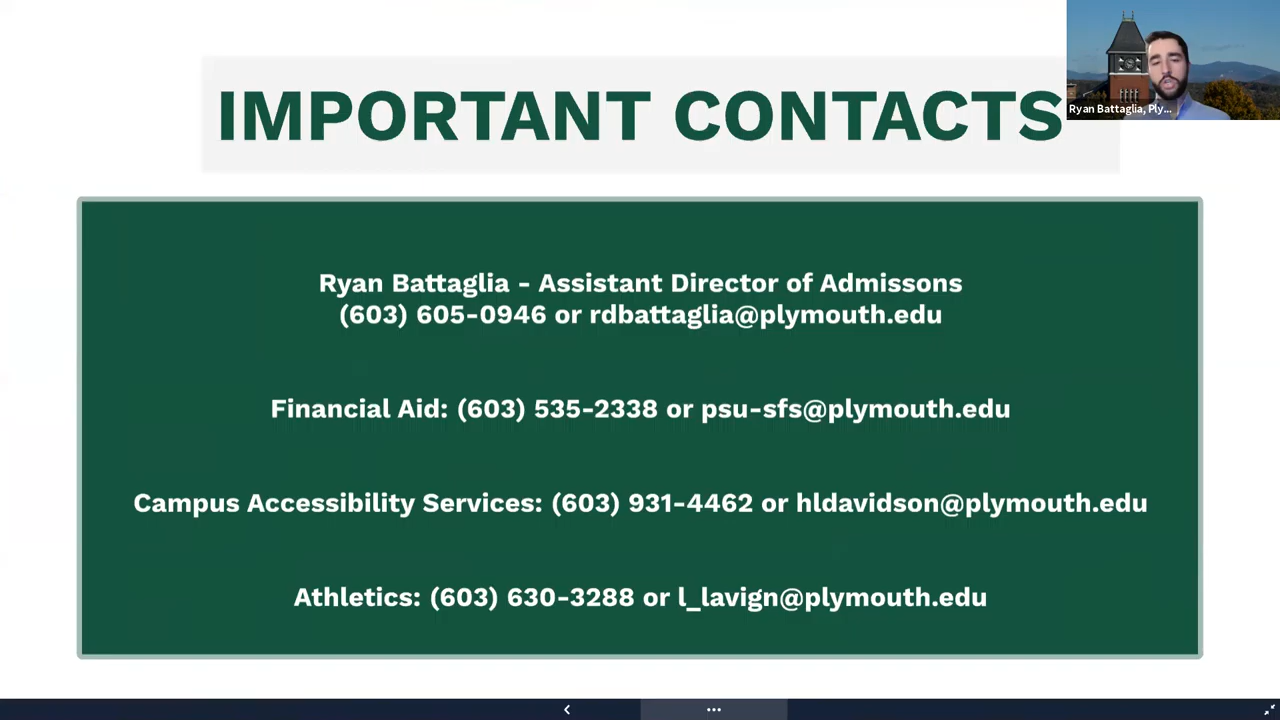 IMPORTANT CONTACTS
Ryan Battaglia, Ply...
Ryan Battaglia - Assistant Director of Admissons
(603) 605-0946 or rdbattaglia@plymouth.edu
Financial Aid: (603) 535-2338 or psu-sfs@plymouth.edu
Campus Accessibility Services: (603) 931-4462 or hldavidson@plymouth.edu
Athletics: (603) 630-3288 or l_lavign@plymouth.edu